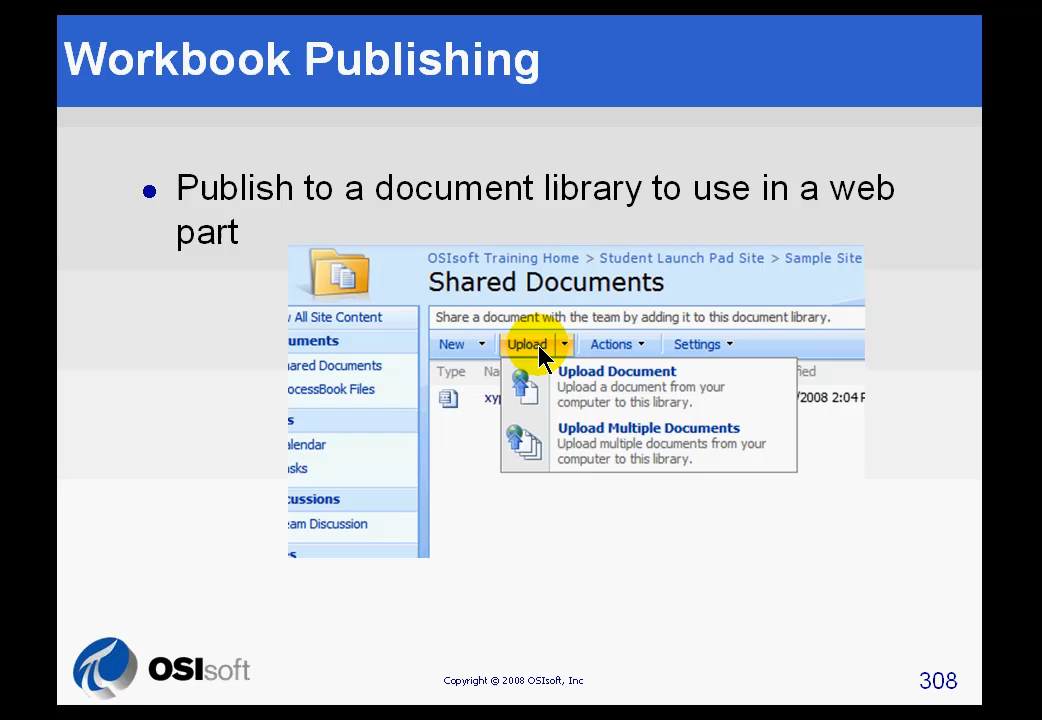 Workbook Publishing
Publish to a document library to use in a web
part
OSIsoft Training Home > Student Launch Pad Site > Sample Site
Shared Documents
All Site Content
Share a document with the team by adding it to this document library.
uments
New Upload Actions Settings
ared Documents
Type Na fied
Upload Document
Upload a document from your
computer to this library.
ocessBook Files
xyp /2008 2:04 P
s
Upload Multiple Documents
Upload multiple documents from your
computer to this library.
alendar
asks
cussions
eam Discussion
OSIsoft
Copyright © 2008 OSIsoft, Inc
308